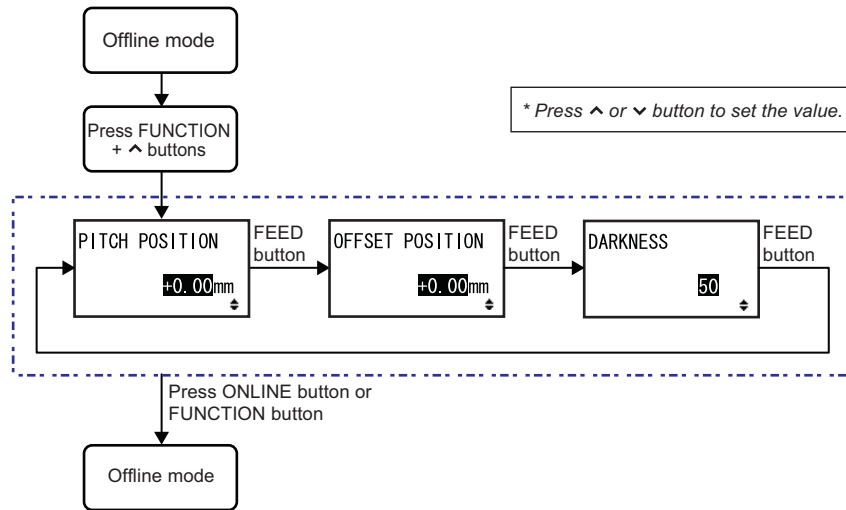 Offline mode
* Press ⌃ or ⌄ button to set the value.
Press FUNCTION
+ ⌃ buttons
PITCH POSITION
+0.00mm
FEED
button
OFFSET POSITION
+0.00mm
FEED
button
DARKNESS
50
FEED
button
Press ONLINE button or
FUNCTION button
Offline mode